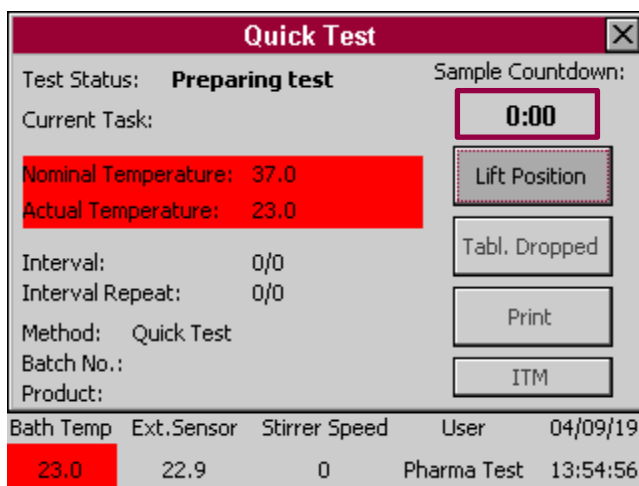 Quick Test
Test Status: Preparing test
Sample Countdown:
Current Task:
0:00
Nominal Temperature: 37.0
Lift Position
Actual Temperature: 23.0
Tabl. Dropped
Interval: 0/0
Interval Repeat: 0/0
Print
Method: Quick Test
Batch No.:
ITM
Product:
Bath Temp Ext.Sensor Stirrer Speed User 04/09/19
23.0 22.9 0 Pharma Test 13:54:56